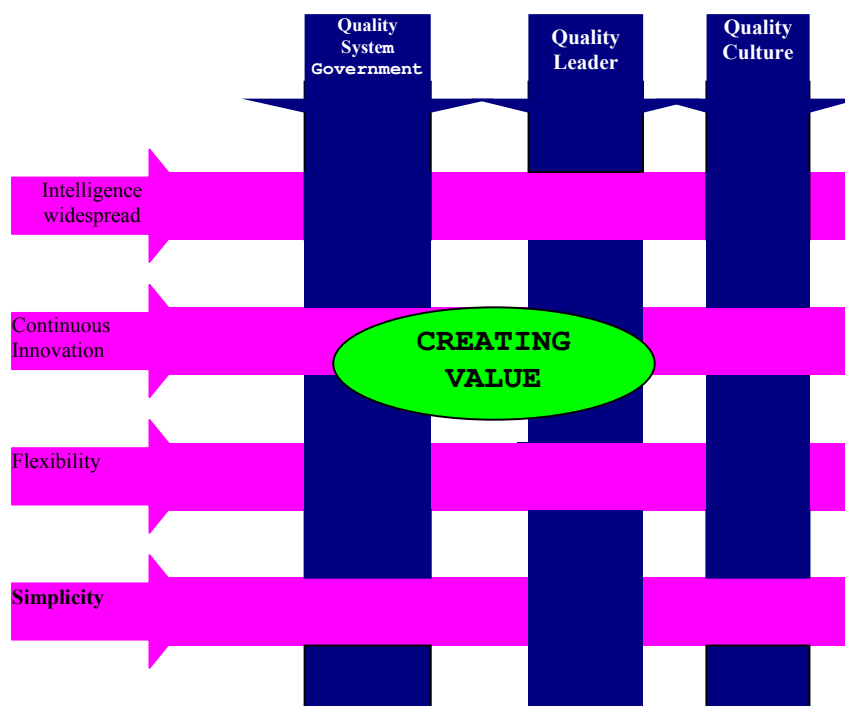 Quality
System
Government
Quality
Leader
Quality
Culture
Intelligence
widespread
Continuous
Innovation
CREATING
VALUE
Flexibility
Simplicity